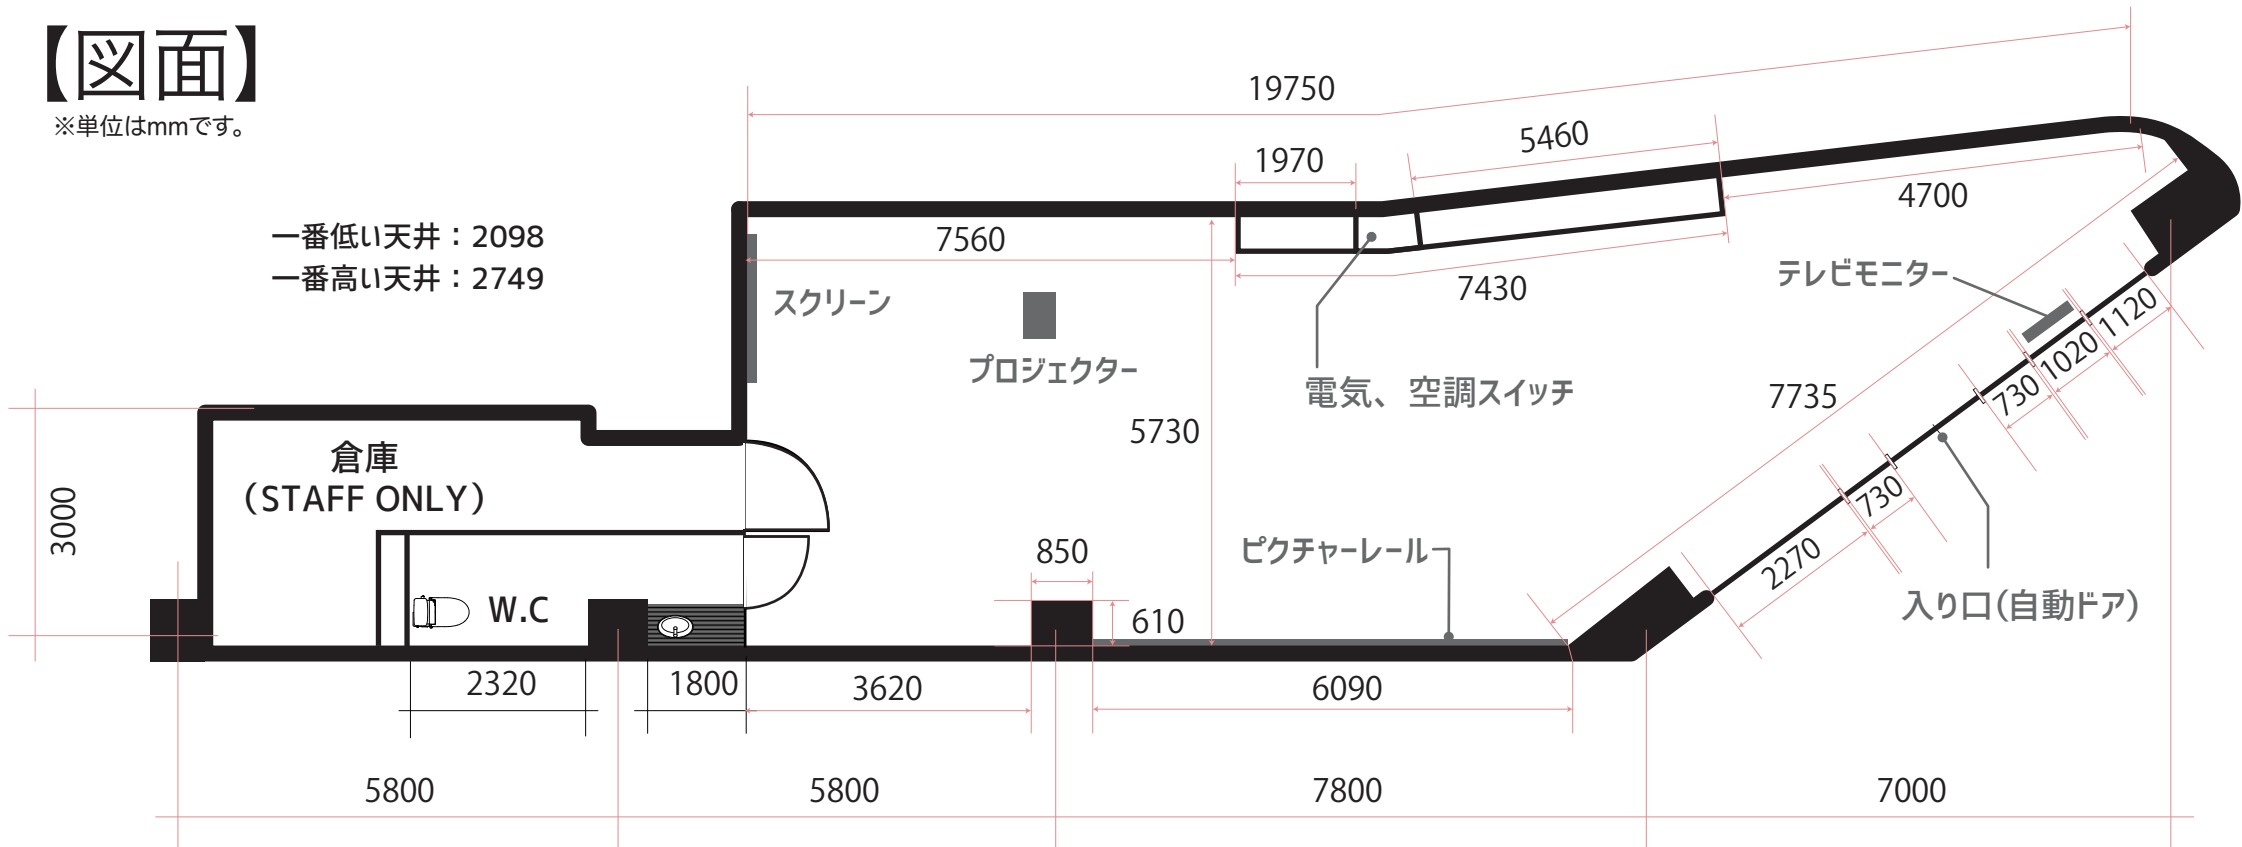 【図面】
※単位はmmです。
一番低い天井：2098
一番高い天井：2749
19750
5460
1970
4700
7560
7430
スクリーン
プロジェクター
テレビモニター
電気、空調スイッチ
5730
7735
1120
1020
730
730
2270
倉庫
（STAFF ONLY）
3000
W.C
850
610
ピクチャーレール
入り口（自動ドア）
2320
1800
3620
6090
5800
5800
7800
7000